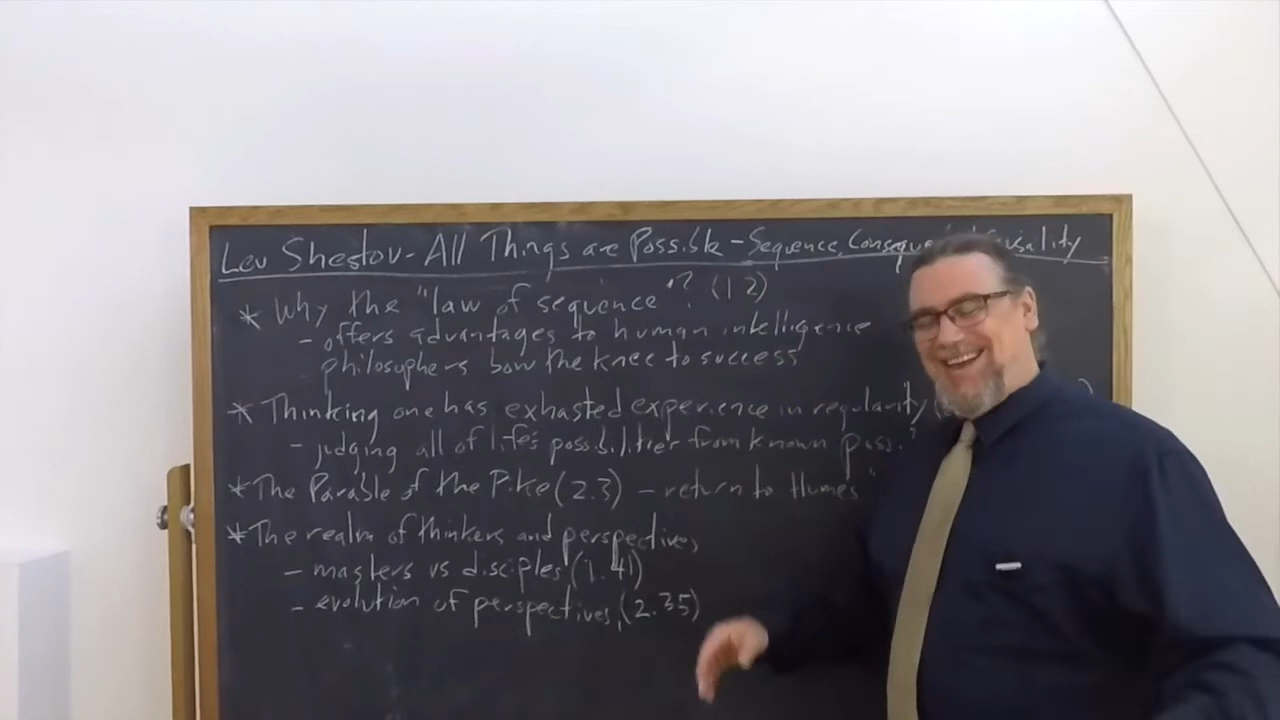 Lev Shestov - All Things are Possible - Sequence, Conseque Causality
* Why the "law of sequence"? (1 2)
- offers advantages to human intelligence
philosophers bow the knee to success
* Thinking one has exhasted experience in regularity (
- judging all of life's possibilities from known poss.
* The Parable of the Pike (2.3) - return to Humes
* The realm of thinkers and perspectives
- masters vs disciples (1.41)
- evolution of perspectives, (2.35)